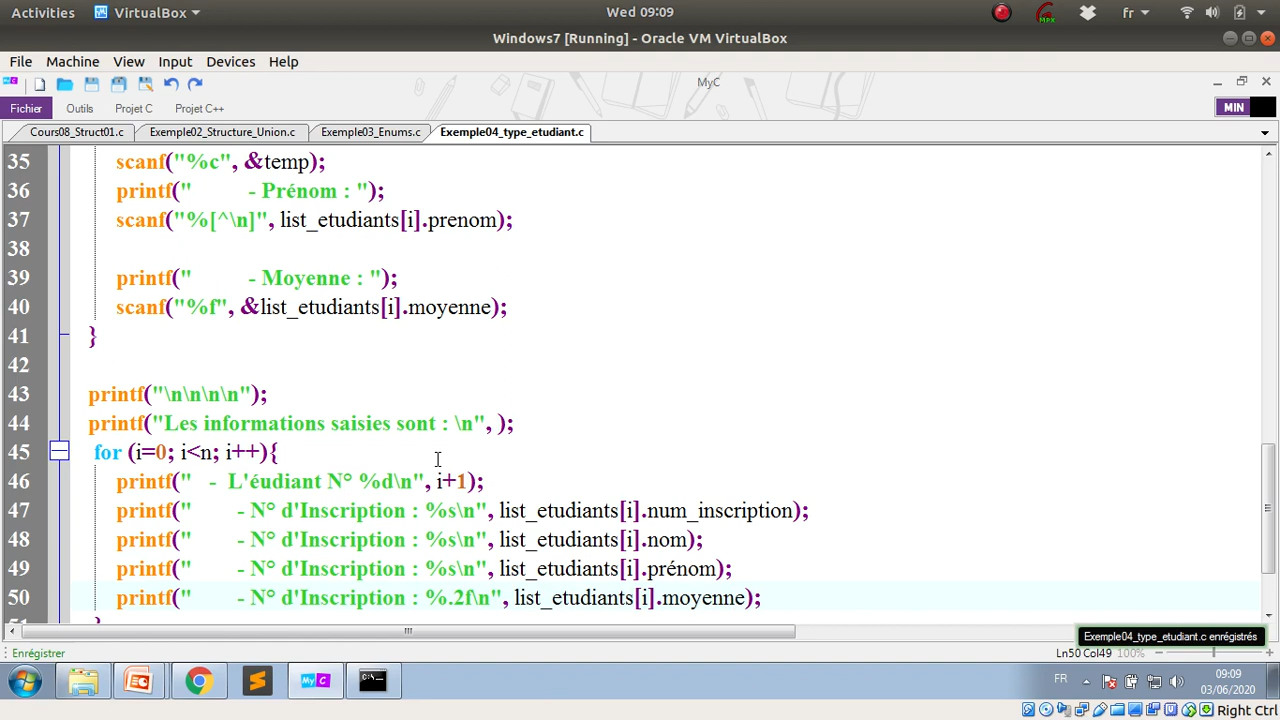 Activities VirtualBox Wed 09:09 fr
Windows7 [Running] - Oracle VM VirtualBox
File Machine View Input Devices Help
MyC
Fichier Outils Projet C Projet C++ MIN
Cours08_Struct01.c Exemple02_Structure_Union.c Exemple03_Enums.c Exemple04_type_etudiant.c
35 scanf("%c", &temp);
36 printf(" - Prénom : ");
37 scanf("%[^\n]", list_etudiants[i].prenom);
38
39 printf(" - Moyenne : ");
40 scanf("%f", &list_etudiants[i].moyenne);
41 }
42
43 printf("\n\n\n\n");
44 printf("Les informations saisies sont : \n", );
45 for (i=0; i<n; i++){
46 printf(" - L'éudiant N° %d\n", i+1);
47 printf(" - N° d'Inscription : %s\n", list_etudiants[i].num_inscription);
48 printf(" - N° d'Inscription : %s\n", list_etudiants[i].nom);
49 printf(" - N° d'Inscription : %s\n", list_etudiants[i].prénom);
50 printf(" - N° d'Inscription : %.2f\n", list_etudiants[i].moyenne);
51 }
Exemple04_type_etudiant.c enregistrés
Enregistrer Ln50 Col49 100%
MyC FR 09:09
03/06/2020
Right Ctrl